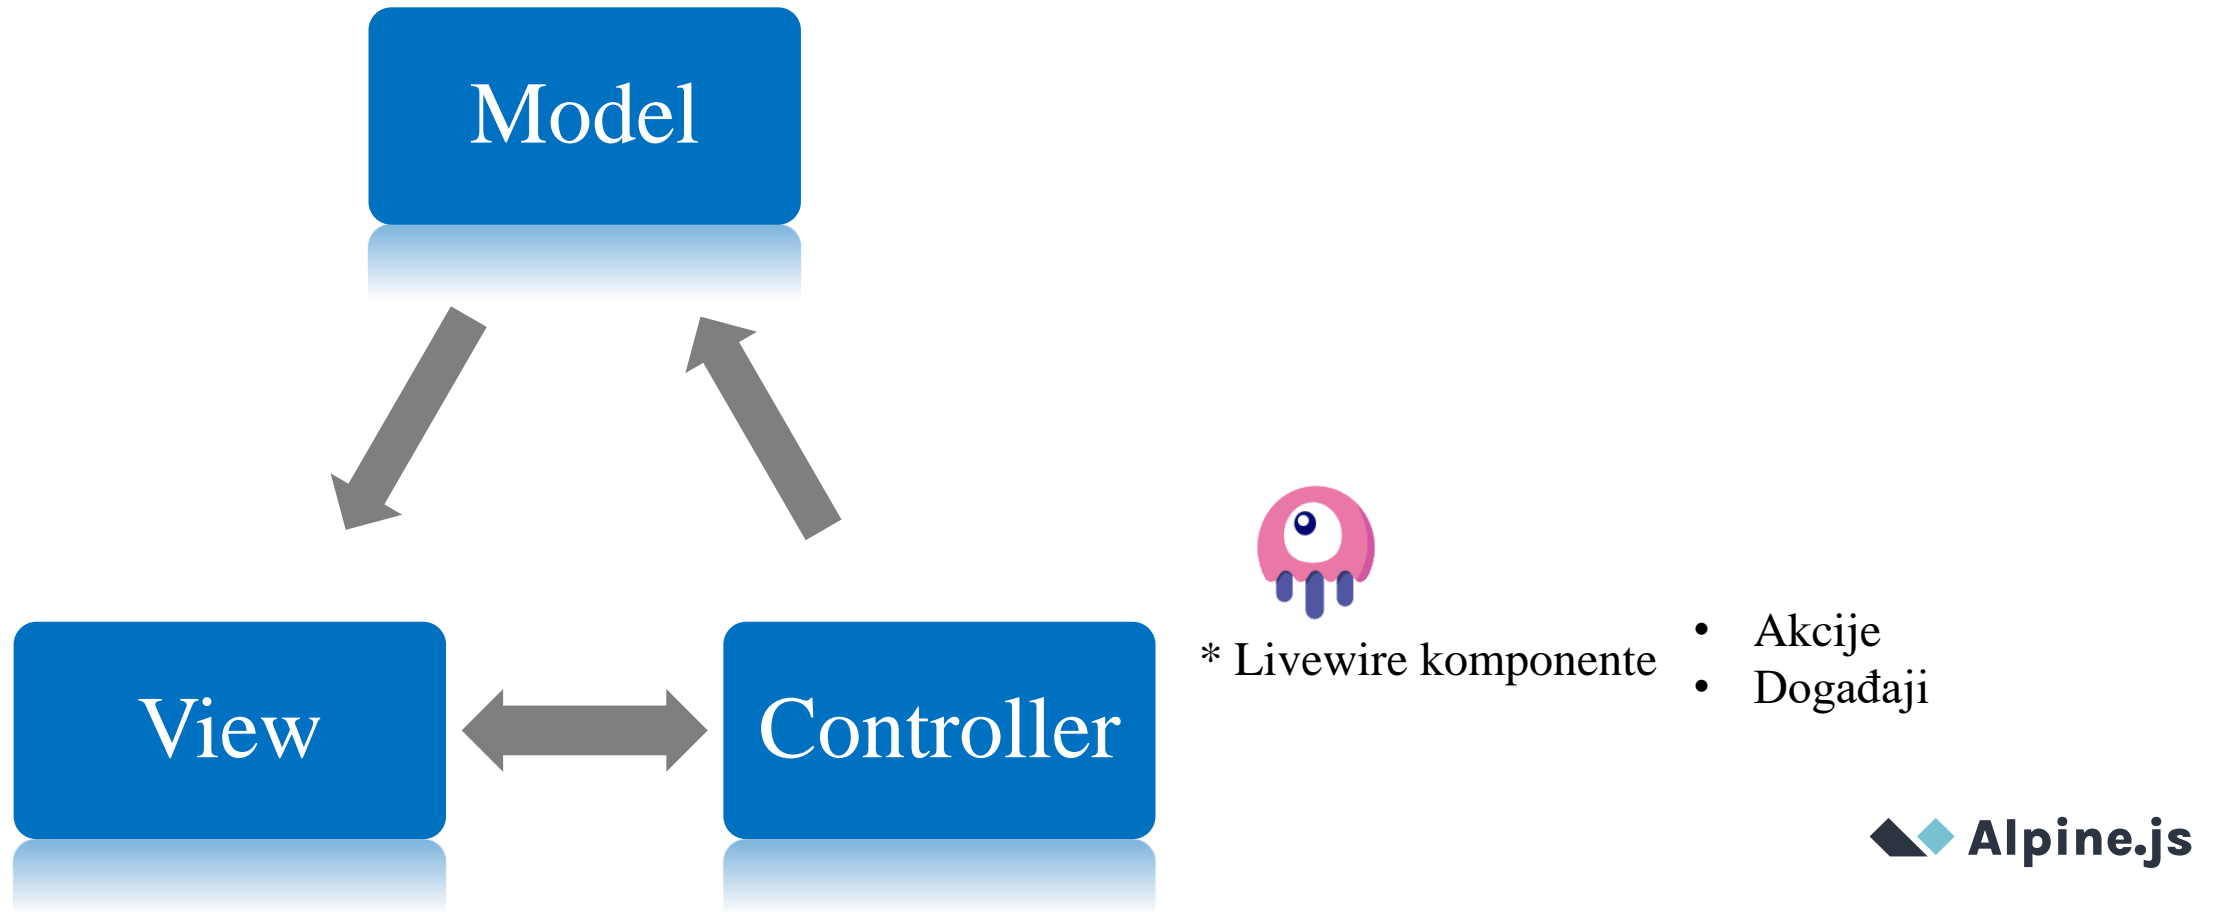 Model
View
Controller
* Livewire komponente
• Akcije
• Događaji
Alpine.js